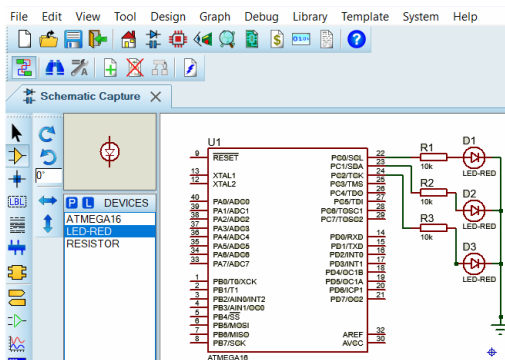 File Edit View Tool Design Graph Debug Library Template System Help
Schematic Capture
LBL
0°
P L DEVICES
ATMEGA16
LED-RED
RESISTOR
U1
9 RESET
13 XTAL1
12 XTAL2
40 PA0/ADC0
39 PA1/ADC1
38 PA2/ADC2
37 PA3/ADC3
36 PA4/ADC4
35 PA5/ADC5
34 PA6/ADC6
33 PA7/ADC7
1 PB0/T0/XCK
2 PB1/T1
3 PB2/AIN0/INT2
4 PB3/AIN1/OC0
5 PB4/SS
6 PB5/MOSI
7 PB6/MISO
8 PB7/SCK
PC0/SCL 22
PC1/SDA 23
PC2/TCK 24
PC3/TMS 25
PC4/TDO 26
PC5/TDI 27
PC6/TOSC1 28
PC7/TOSC2 29
PD0/RXD 14
PD1/TXD 15
PD2/INT0 16
PD3/INT1 17
PD4/OC1B 18
PD5/OC1A 19
PD6/ICP1 20
PD7/OC2 21
AREF 32
AVCC 30
ATMEGA16
R1
10k
D1
LED-RED
R2
10k
D2
LED-RED
R3
10k
D3
LED-RED